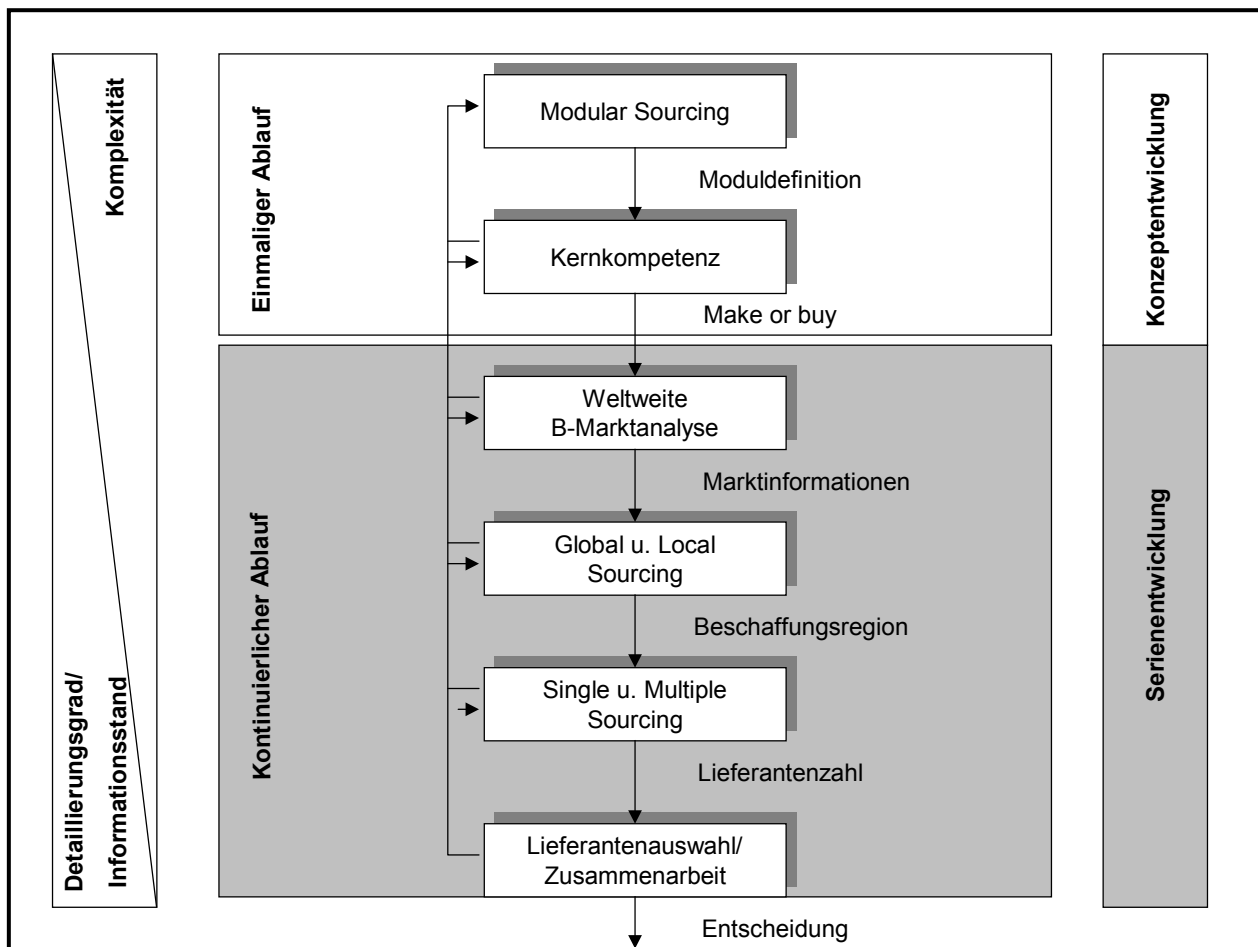 Komplexität
Detaillierungsgrad/
Informationsstand
Einmaliger Ablauf
Modular Sourcing
Moduldefinition
Kernkompetenz
Make or buy
Kontinuierlicher Ablauf
Weltweite
B-Marktanalyse
Marktinformationen
Global u. Local
Sourcing
Beschaffungsregion
Single u. Multiple
Sourcing
Lieferantenzahl
Lieferantenauswahl/
Zusammenarbeit
Entscheidung
Konzeptentwicklung
Serienentwicklung